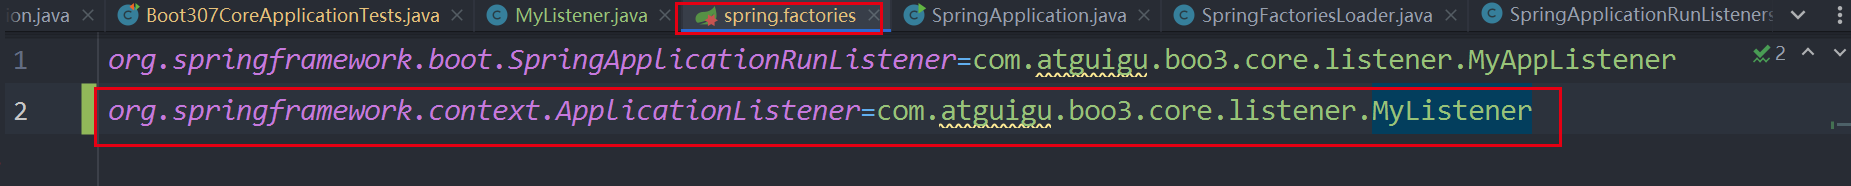 ion.java Boot307CoreApplicationTests.java MyListener.java spring.factories SpringApplication.java SpringFactoriesLoader.java SpringApplicationRunListeners
1 org.springframework.boot.SpringApplicationRunListener=com.atguigu.boo3.core.listener.MyAppListener 2
2 org.springframework.context.ApplicationListener=com.atguigu.boo3.core.listener.MyListener